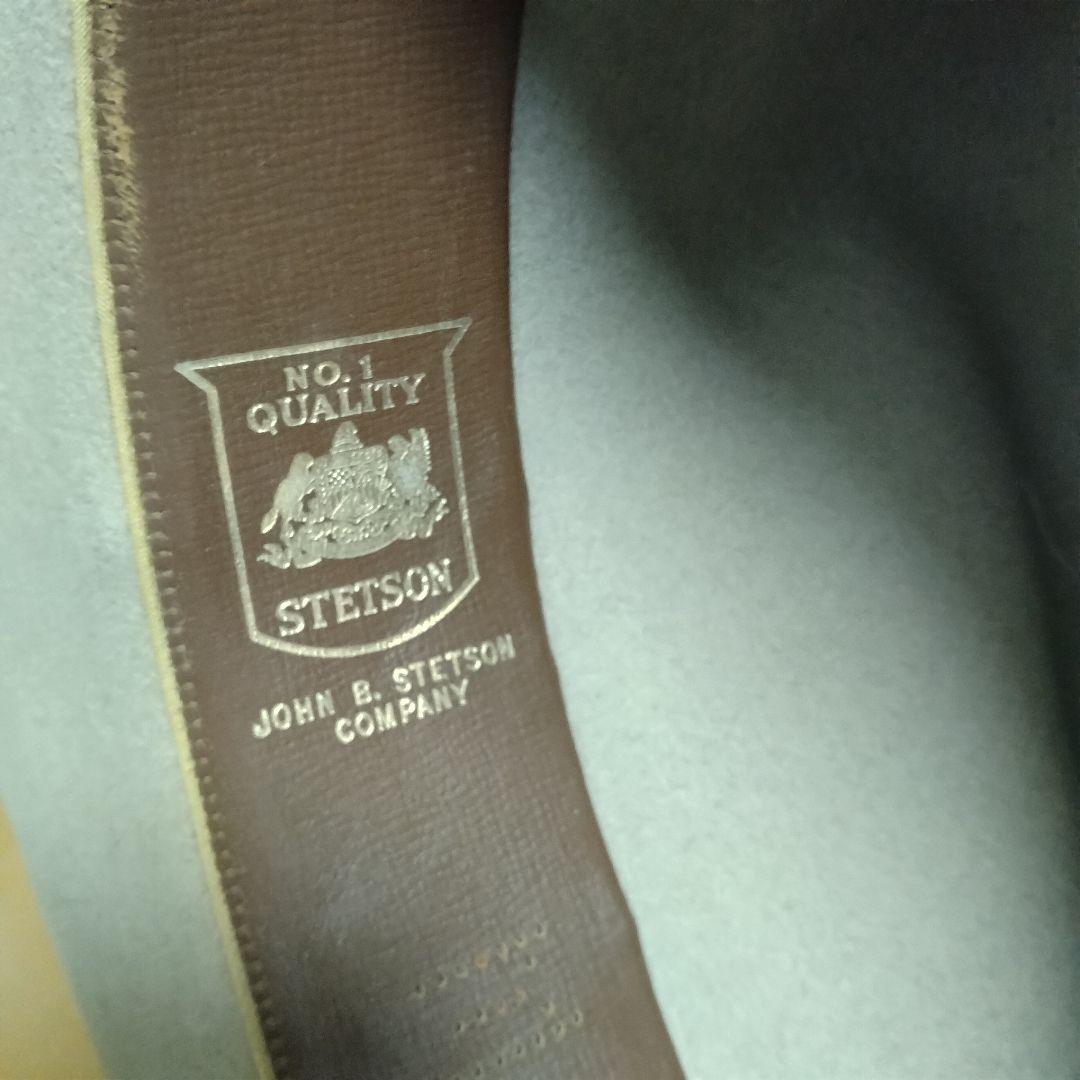 NO. 1
QUALITY
STETSON
JOHN B. STETSON
COMPANY